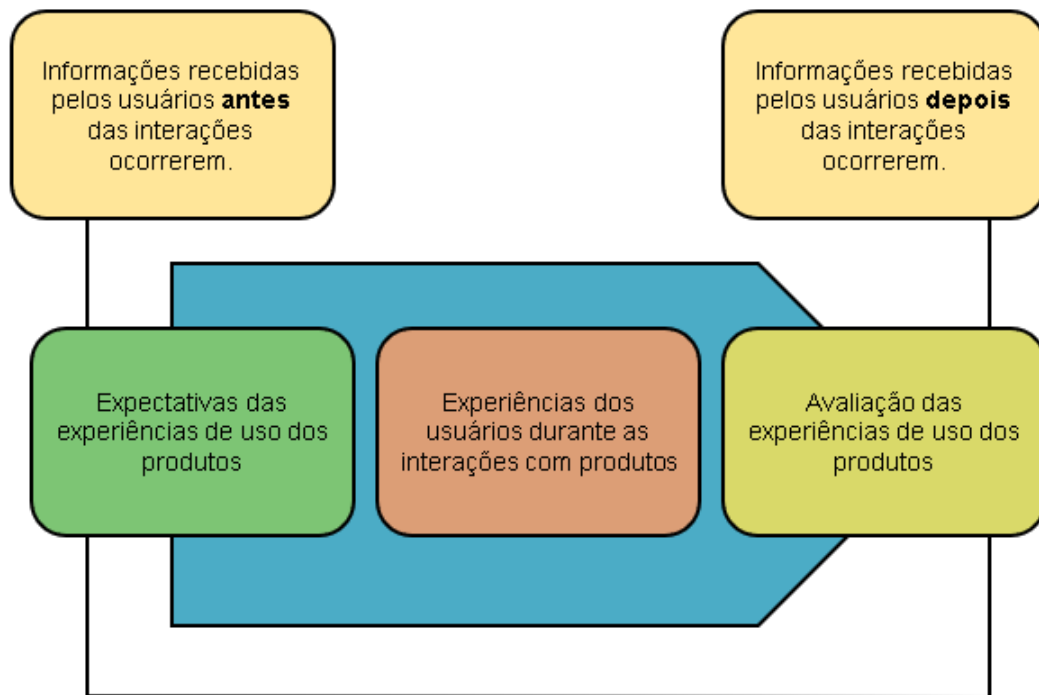 Informações recebidas
pelos usuários antes
das interações
ocorrerem.
Informações recebidas
pelos usuários depois
das interações
ocorrerem.
Expectativas das
experiências de uso dos
produtos
Experiências dos
usuários durante as
interações com produtos
Avaliação das
experiências de uso dos
produtos